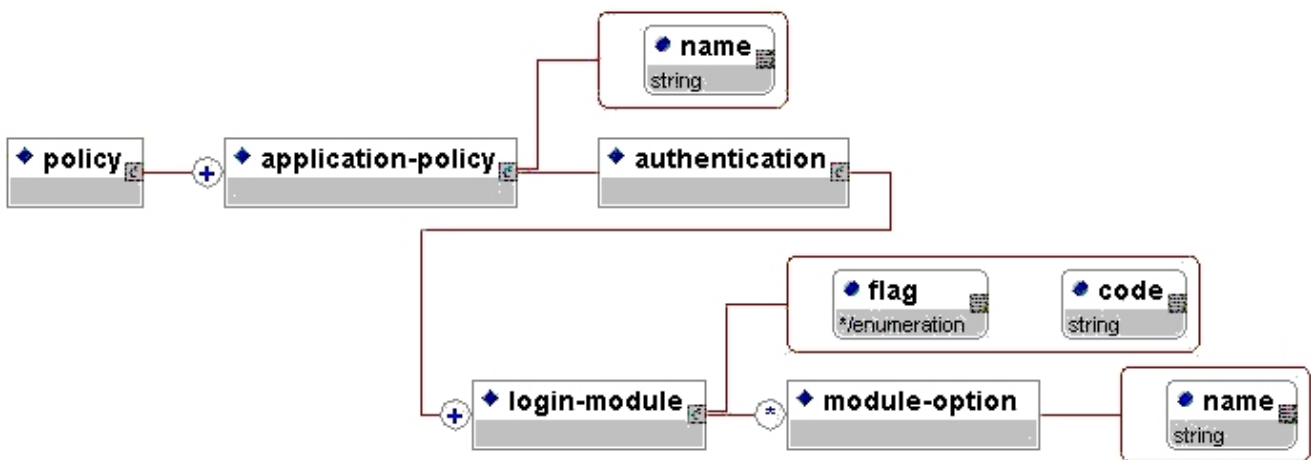 name
string
policy
application-policy
authentication
flag
*/enumeration
code
string
login-module
module-option
name
string